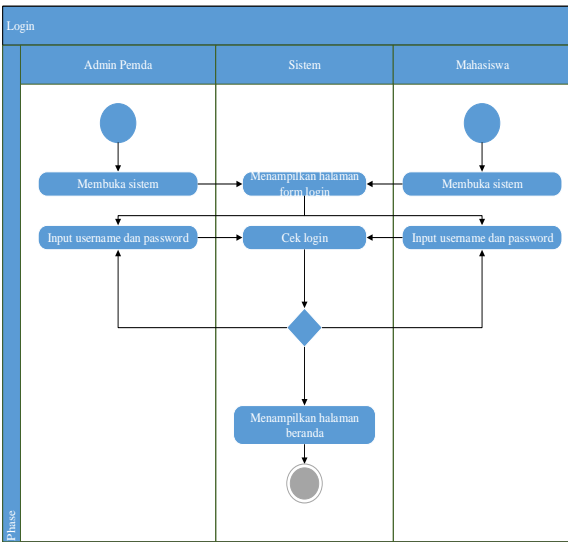 Login
Admin Pemda
Sistem
Mahasiswa
Membuka sistem
Menampilkan halaman
form login
Membuka sistem
Input username dan password
Cek login
Input username dan password
Menampilkan halaman
beranda
Phase